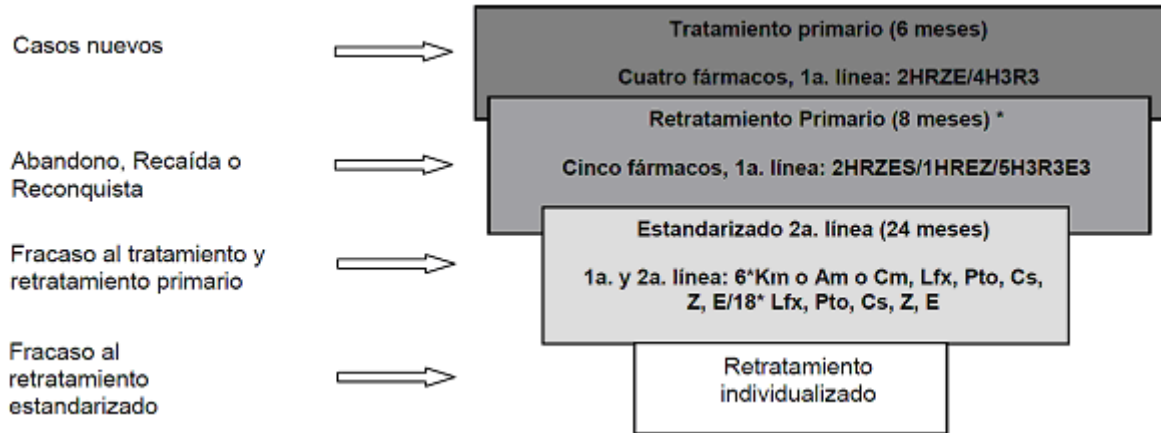 Casos nuevos
Tratamiento primario (6 meses)
Cuatro fármacos, 1a. línea: 2HRZE/4H3R3
Abandono, Recaída o
Reconquista
Retratamiento Primario (8 meses) *
Cinco fármacos, 1a. línea: 2HRZES/1HREZ/5H3R3E3
Fracaso al tratamiento y
retratamiento primario
Estandarizado 2a. línea (24 meses)
1a. y 2a. línea: 6*Km o Am o Cm, Lfx, Pto, Cs,
Z, E/18* Lfx, Pto, Cs, Z, E
Fracaso al
retratamiento
estandarizado
Retratamiento
individualizado